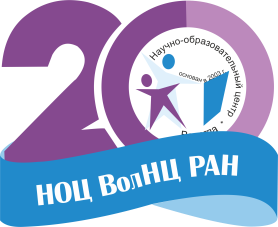 20
Научно-образовательный центр
основан в 2003 г.
НОЦ ВолНЦ РАН